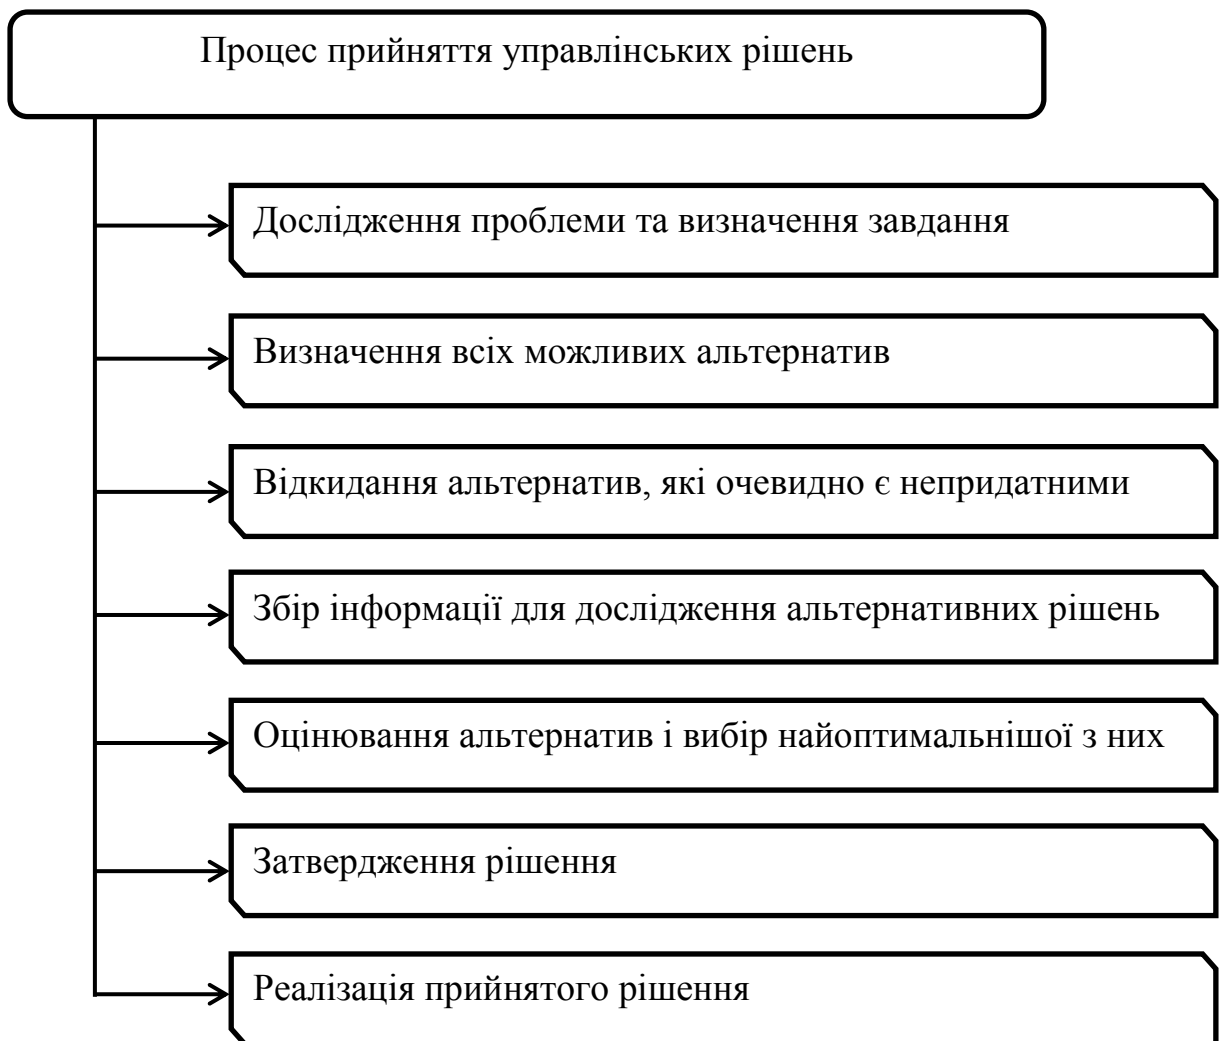 Процес прийняття управлінських рішень
Дослідження проблеми та визначення завдання
Визначення всіх можливих альтернатив
Відкидання альтернатив, які очевидно є непридатними
Збір інформації для дослідження альтернативних рішень
Оцінювання альтернатив і вибір найоптимальнішої з них
Затвердження рішення
Реалізація прийнятого рішення